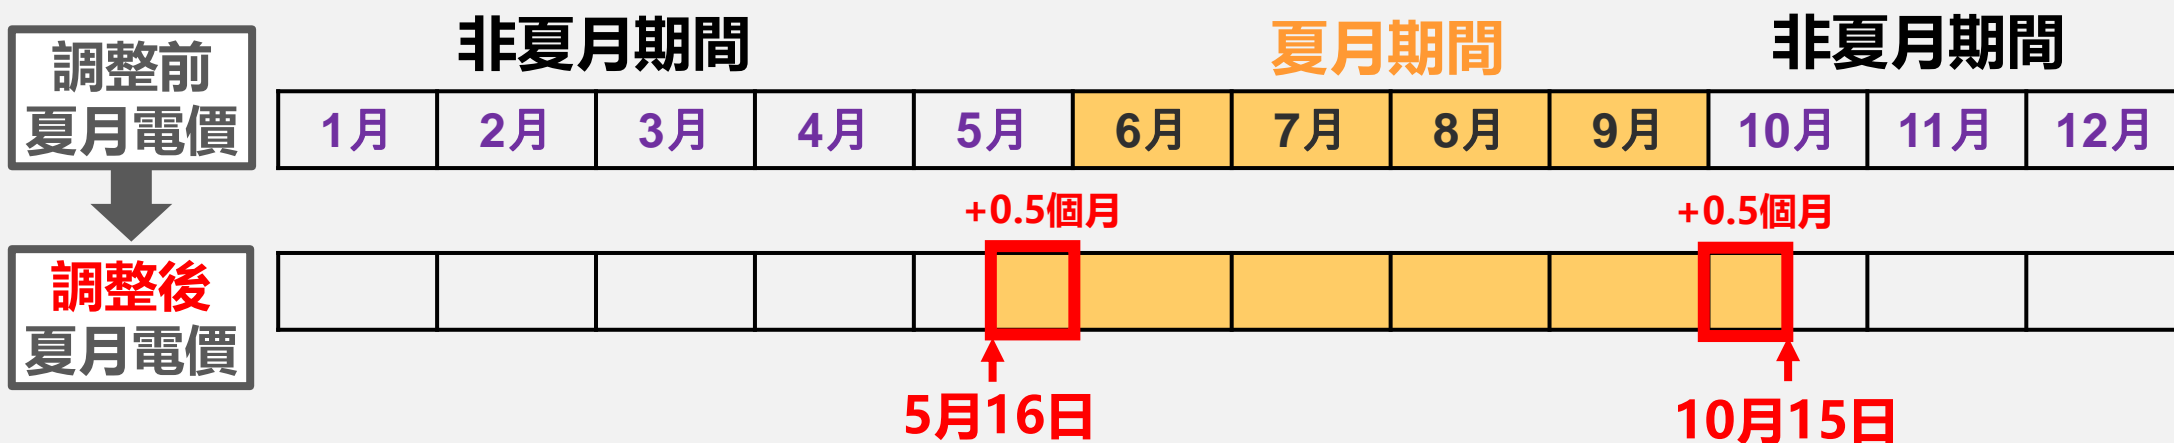 非夏月期間 夏月期間 非夏月期間
調整前
夏月電價
1月 2月 3月 4月 5月 6月 7月 8月 9月 10月 11月 12月
+0.5個月 +0.5個月
調整後
夏月電價
5月16日 10月15日